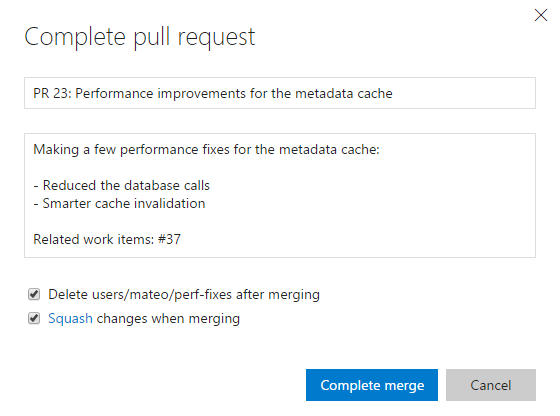 Complete pull request
PR 23: Performance improvements for the metadata cache
Making a few performance fixes for the metadata cache:
- Reduced the database calls
- Smarter cache invalidation
Related work items: #37
Delete users/mateo/perf-fixes after merging
Squash changes when merging
Complete merge
Cancel